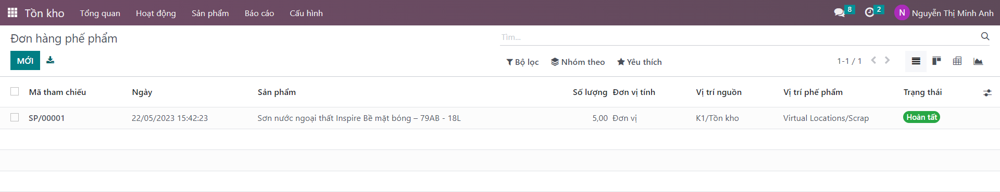 Tồn kho Tổng quan Hoạt động Sản phẩm Báo cáo Cấu hình 8 2 N Nguyễn Thị Minh Anh
Đơn hàng phế phẩm Tìm...
MỚI Bộ lọc Nhóm theo Yêu thích 1-1 / 1
Mã tham chiếu Ngày Sản phẩm Số lượng Đơn vị tính Vị trí nguồn Vị trí phế phẩm Trạng thái
SP/00001 22/05/2023 15:42:23 Sơn nước ngoại thất Inspire Bề mặt bóng – 79AB - 18L 5,00 Đơn vị K1/Tồn kho Virtual Locations/Scrap Hoàn tất